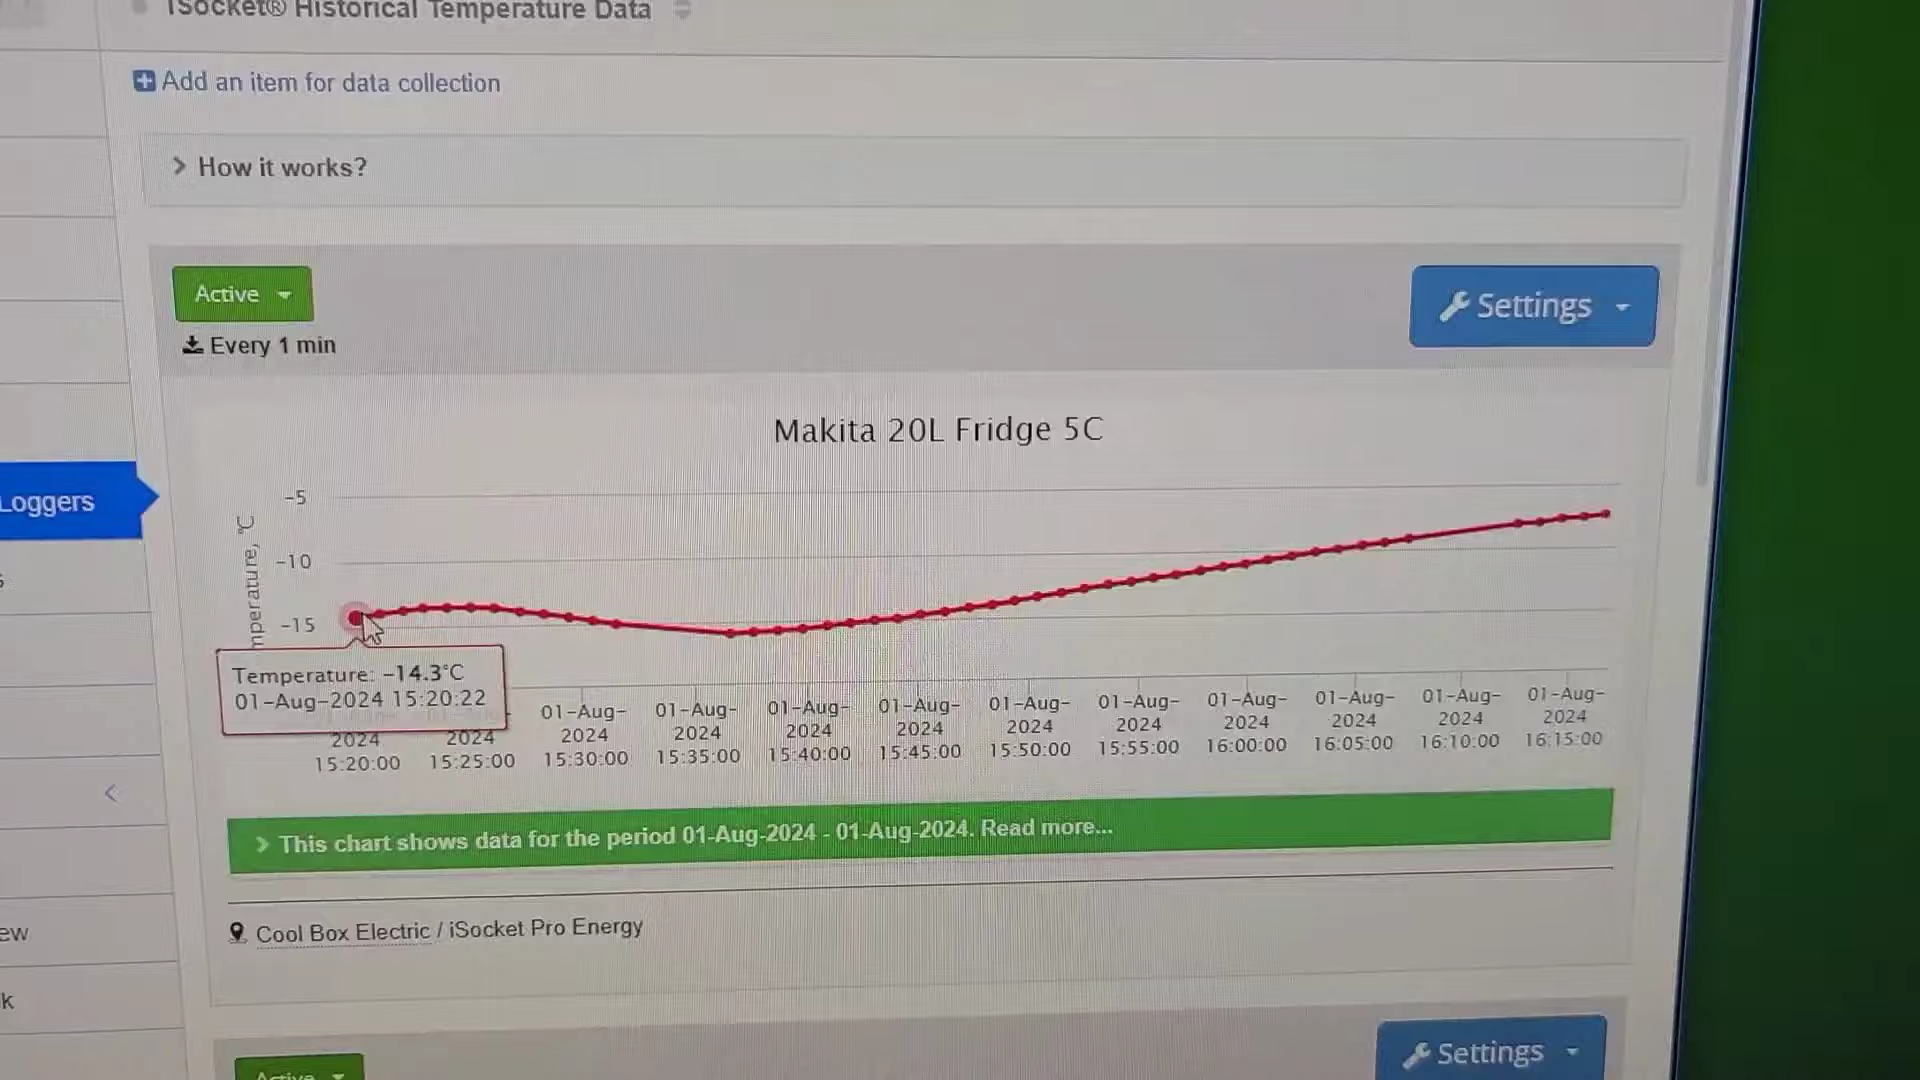 iSocket® Historical Temperature Data
Add an item for data collection
How it works?
Active
Settings
Every 1 min
Makita 20L Fridge 5C
Loggers
-5
-10
-15
mperature, °C
Temperature: -14.3°C
01-Aug-2024 15:20:22
2024 15:20:00
2024 15:25:00
01-Aug-2024 15:30:00
01-Aug-2024 15:35:00
01-Aug-2024 15:40:00
01-Aug-2024 15:45:00
01-Aug-2024 15:50:00
01-Aug-2024 15:55:00
01-Aug-2024 16:00:00
01-Aug-2024 16:05:00
01-Aug-2024 16:10:00
01-Aug-2024 16:15:00
This chart shows data for the period 01-Aug-2024 - 01-Aug-2024. Read more...
Cool Box Electric / iSocket Pro Energy
ew
k
Settings
Active